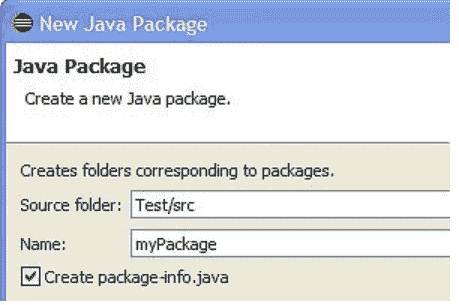 New Java Package
Java Package
Create a new Java package.
Creates folders corresponding to packages.
Source folder: Test/src
Name: myPackage
Create package-info.java